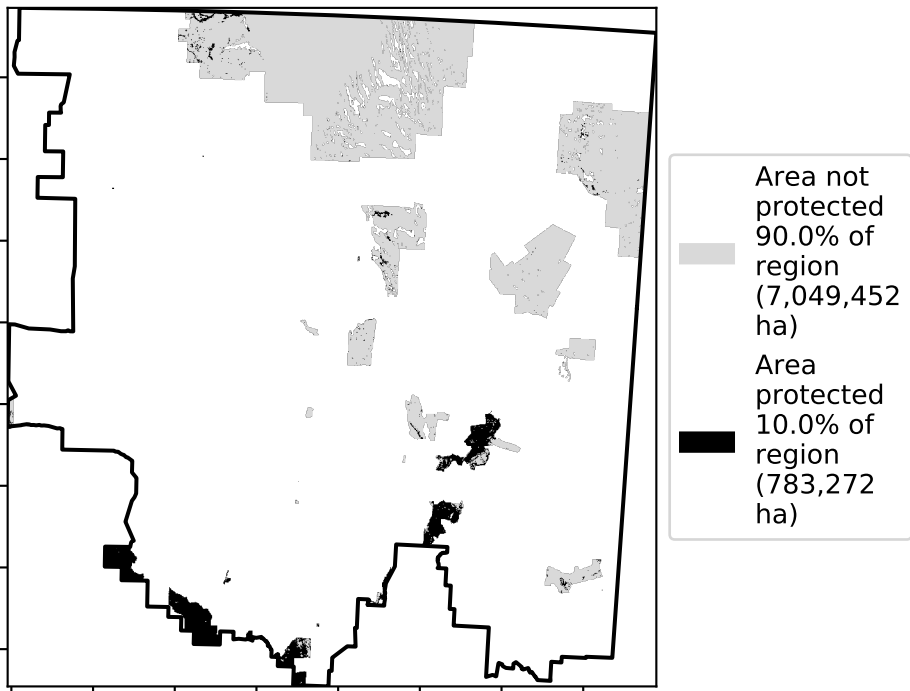 Area not
protected
90.0% of
region
(7,049,452
ha)
Area
protected
10.0% of
region
(783,272
ha)